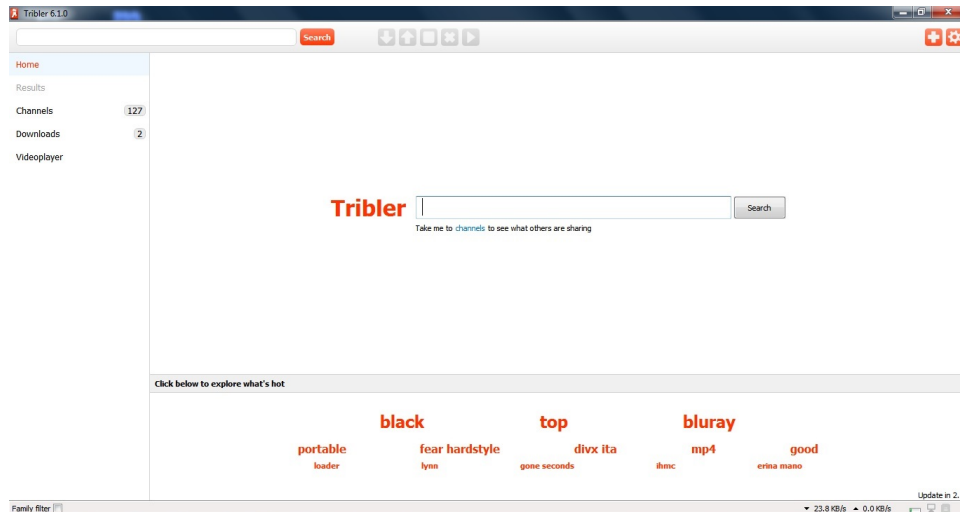 Tribler 6.1.0
Search
Home
Results
Channels 127
Downloads 2
Videoplayer
Tribler Search
Take me to channels to see what others are sharing
Click below to explore what's hot
black top bluray
portable fear hardstyle divx ita mp4 good
loader lynn gone seconds ihmc erina mano
Update in 2.
Family filter 23.8 KB/s 0.0 KB/s